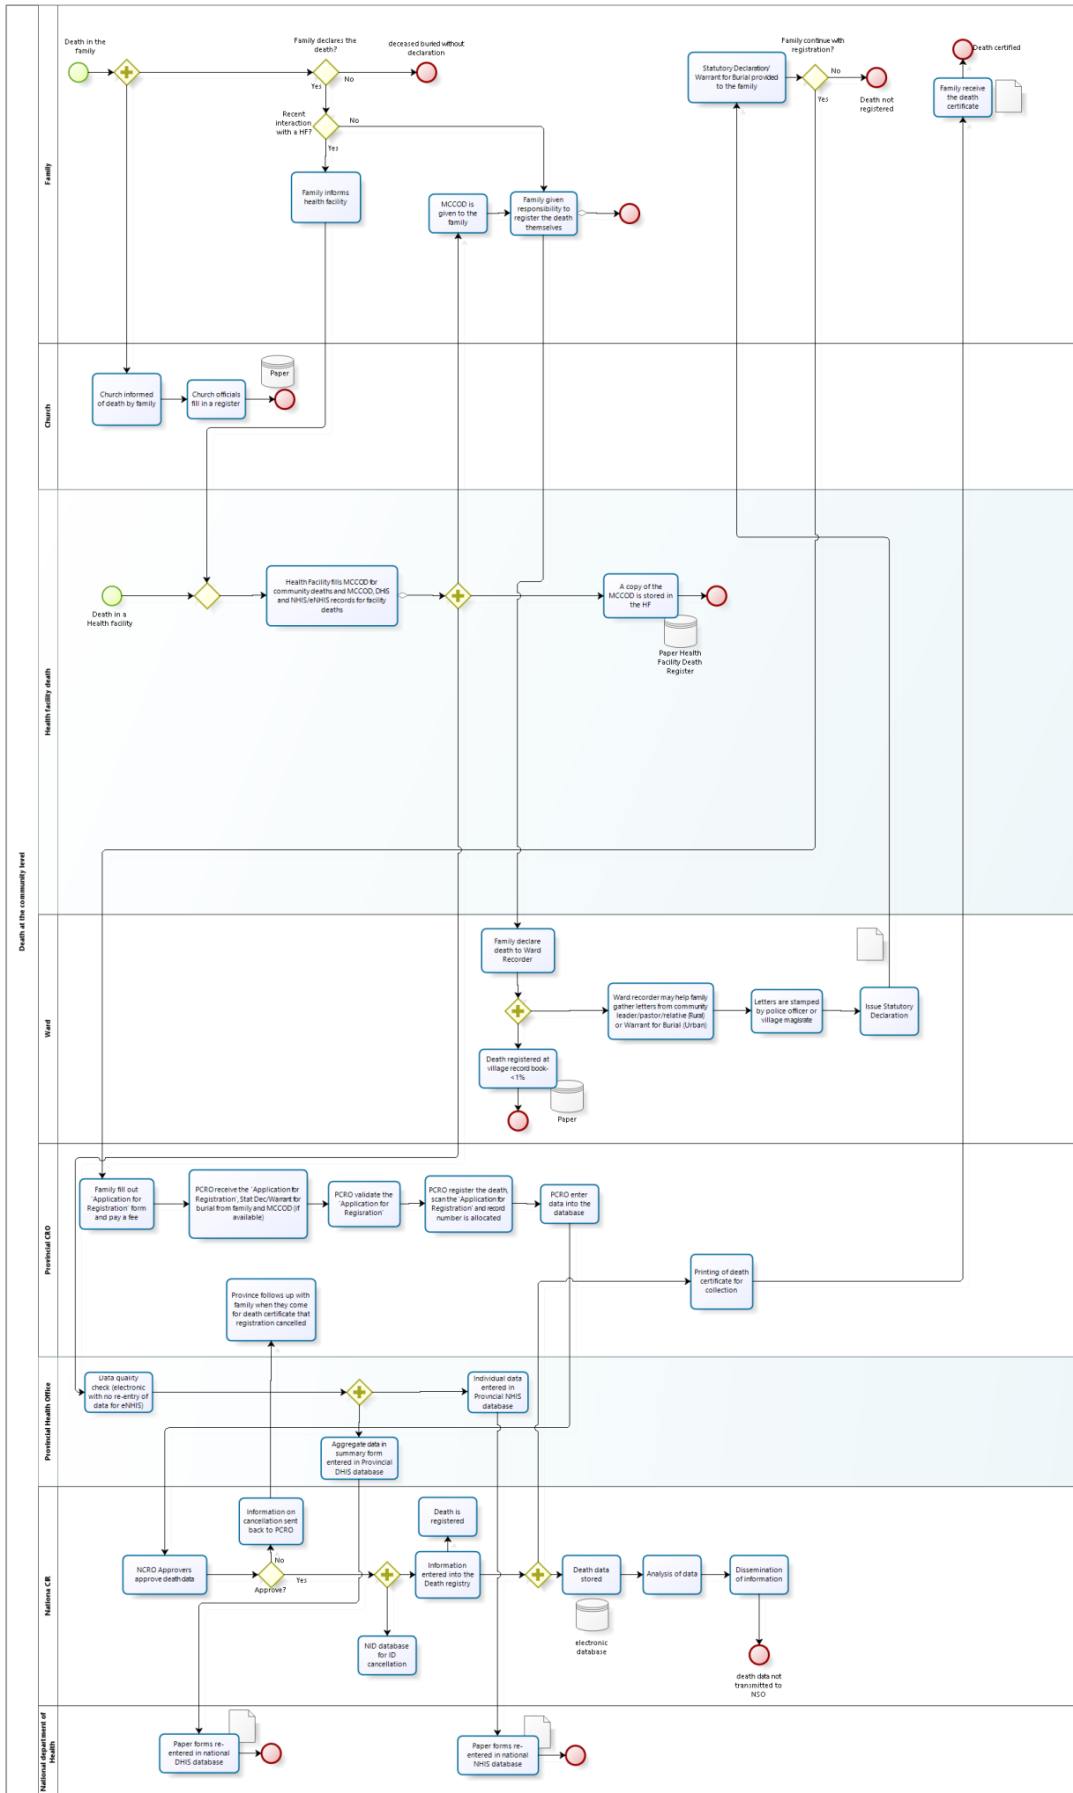 Death at the community level
Family
Death in the
family
Family declares the
death?
No
Yes
deceased buried without
declaration
Recent
interaction
with a HF?
No
Yes
Family informs
health facility
MCCOD is
given to the
family
Family given
responsibility to
register the death
themselves
Statutory Declaration/
Warrant for Burial provided
to the family
Family continue with
registration?
No
Yes
Death not
registered
Death certified
Family receive
the death
certificate
Church
Church informed
of death by family
Church officials
fill in a register
Paper
Health facility death
Death in a
Health facility
Health Facility fills MCCOD for
community deaths and MCCOD, DHS
and NHIS/eNHIS records for facility
deaths
A copy of the
MCCOD is stored in
the HF
Paper Health
Facility Death
Register
Ward
Family declare
death to Ward
Recorder
Ward recorder may help family
gather letters from community
leader/pastor/relative (Rural)
or Warrant for Burial (Urban)
Letters are stamped
by police officer or
village magistrate
Issue Statutory
Declaration
Death registered at
village record book-
<1%
Paper
Provincial CRO
Family fill out
'Application for
Registration' form
and pay a fee
PCRO receive the 'Application for
Registration', Stat Dec/Warrant for
burial from family and MCCOD (if
available)
PCRO validate the
'Application for
Regisration'
PCRO register the death,
scan the 'Application for
Registration' and record
number is allocated
PCRO enter
data into the
database
Province follows up with
family when they come
for death certificate that
registration cancelled
Printing of death
certificate for
collection
Provincial Health Office
Data quality
check (electronic
with no re-entry of
data for eNHIS)
Individual data
entered in
Provncial NHIS
database
Aggregate data in
summary form
entered in Provincial
DHIS database
Nationa CR
Information on
cancellation sent
back to PCRO
NCRO Approvers
approve death data
No
Yes
Approve?
Death is
registered
Information
entered into the
Death registry
NID database
for ID
cancellation
Death data
stored
electronic
database
Analysis of data
Dissemination
of information
death data not
transmitted to
NSO
National department of
Health
Paper forms re-
entered in national
DHIS database
Paper forms re-
entered in national
NHIS database